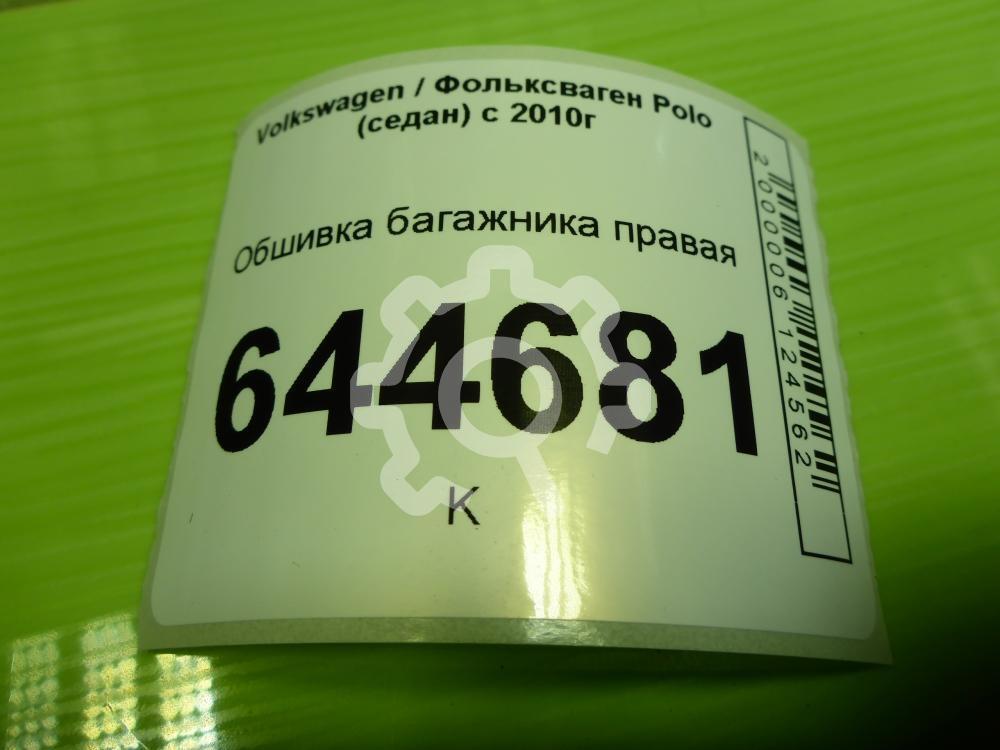 Volkswagen / Фольксваген Polo
(седан) с 2010г
Обшивка багажника правая
644681
К
2000006124562